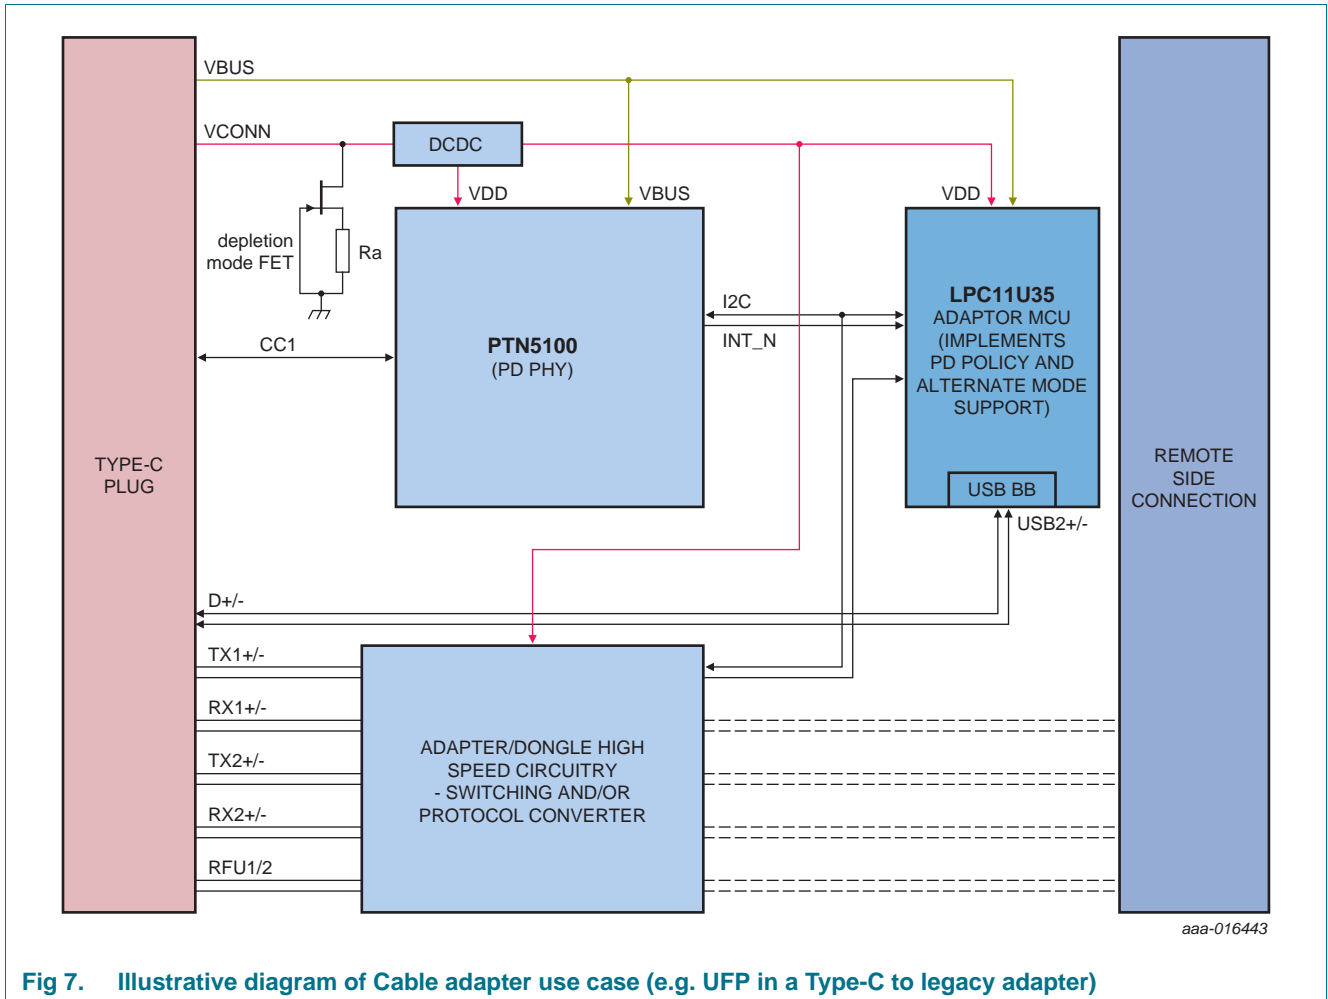 VBUS
VCONN
DCDC
VDD
VBUS
VDD
depletion
mode FET
Ra
CC1
PTN5100
(PD PHY)
I2C
INT_N
LPC11U35
ADAPTOR MCU
(IMPLEMENTS
PD POLICY AND
ALTERNATE MODE
SUPPORT)
USB BB
USB2+/-
TYPE-C
PLUG
REMOTE
SIDE
CONNECTION
D+/-
TX1+/-
RX1+/-
TX2+/-
RX2+/-
RFU1/2
ADAPTER/DONGLE HIGH
SPEED CIRCUITRY
- SWITCHING AND/OR
PROTOCOL CONVERTER
aaa-016443
Fig 7. Illustrative diagram of Cable adapter use case (e.g. UFP in a Type-C to legacy adapter)